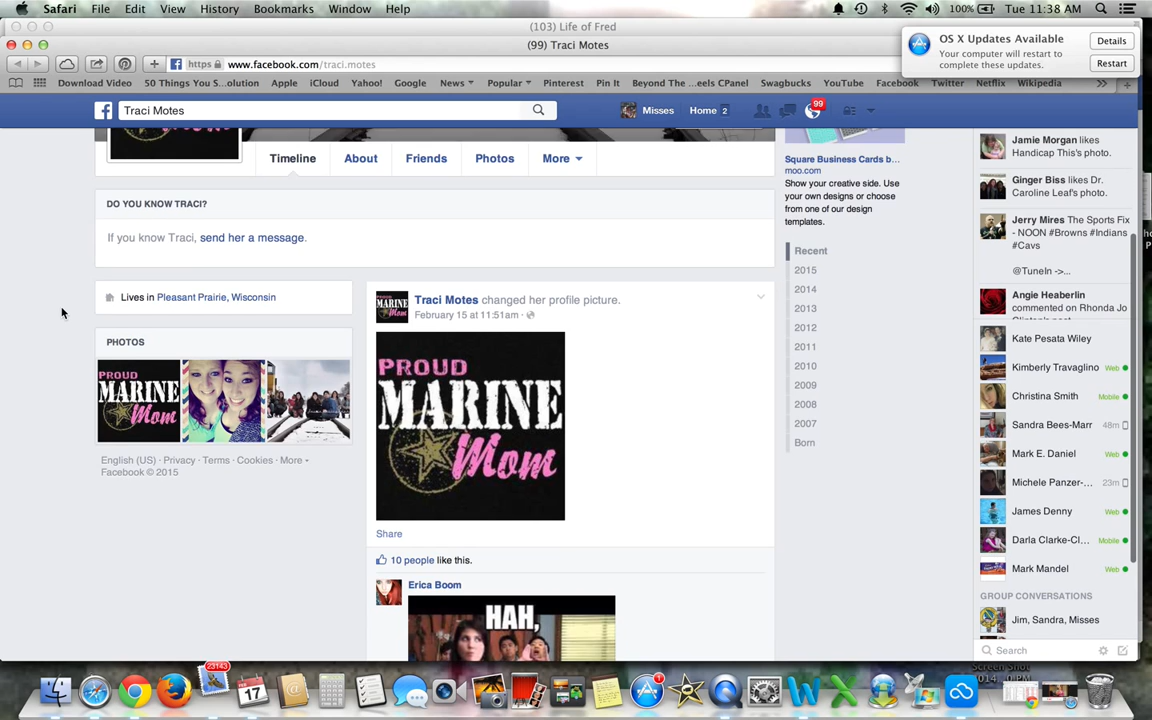 Safari File Edit View History Bookmarks Window Help 100% Tue 11:38 AM
(103) Life of Fred
(99) Traci Motes
OS X Updates Available
Your computer will restart to
complete these updates.
Details
Restart
https www.facebook.com/traci.motes
Download Video 50 Things You S...olution Apple iCloud Yahoo! Google News Popular Pinterest Pin It Beyond The ...eels CPanel Swagbucks YouTube Facebook Twitter Netflix Wikipedia
Traci Motes
Misses Home 2 99
Timeline About Friends Photos More
DO YOU KNOW TRACI?
If you know Traci, send her a message.
Lives in Pleasant Prairie, Wisconsin
PHOTOS
PROUD
MARINE
Mom
English (US) · Privacy · Terms · Cookies · More
Facebook © 2015
Traci Motes changed her profile picture.
February 15 at 11:51am ·
PROUD
MARINE
Mom
Share
10 people like this.
Erica Boom
HAH,
Square Business Cards b...
moo.com
Show your creative side. Use
your own designs or choose
from one of our design
templates.
Recent
2015
2014
2013
2012
2011
2010
2009
2008
2007
Born
Jamie Morgan likes
Handicap This's photo.
Ginger Biss likes Dr.
Caroline Leaf's photo.
Jerry Mires The Sports Fix
- NOON #Browns #Indians
#Cavs
@TuneIn ->...
Angie Heaberlin
commented on Rhonda Jo
Kate Pesata Wiley
Kimberly Travaglino Web
Christina Smith Mobile
Sandra Bees-Marr 48m
Mark E. Daniel Web
Michele Panzer-... 23m
James Denny Web
Darla Clarke-Cl... Mobile
Mark Mandel Web
GROUP CONVERSATIONS
Jim, Sandra, Misses
Search
Screen Shot
23143
FEB
17
1